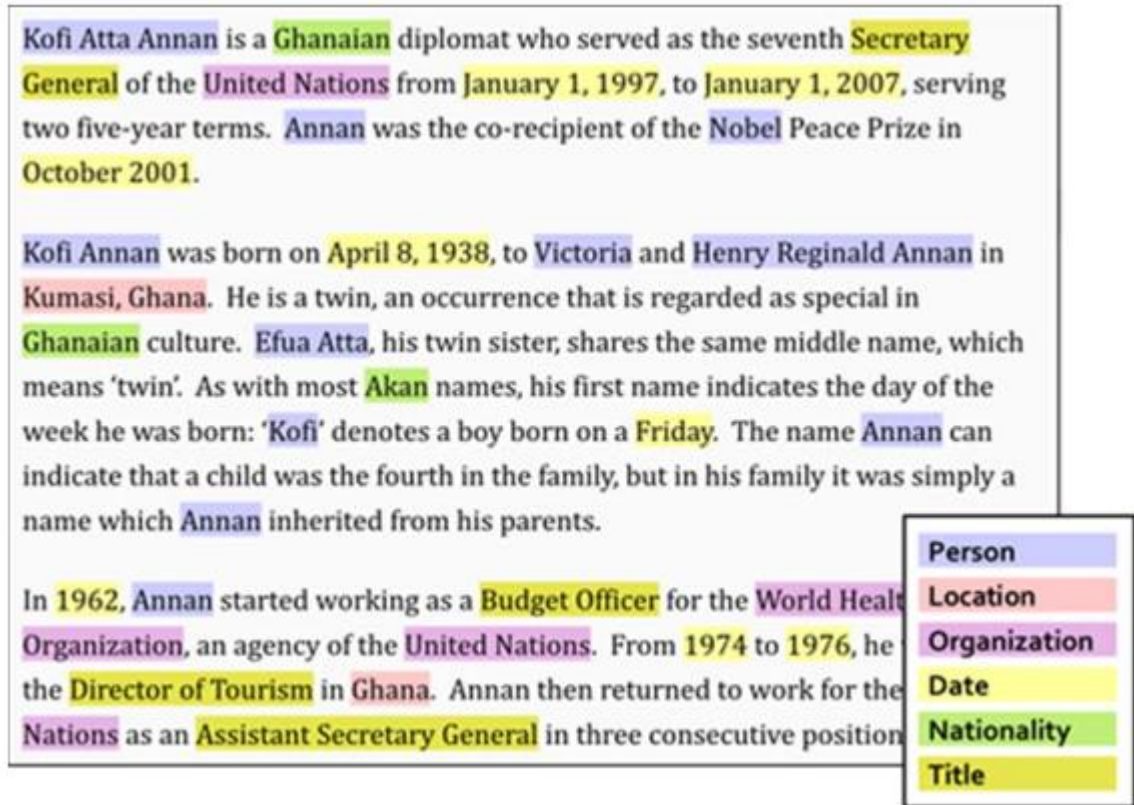 Kofi Atta Annan is a Ghanaian diplomat who served as the seventh Secretary
General of the United Nations from January 1, 1997, to January 1, 2007, serving
two five-year terms.  Annan was the co-recipient of the Nobel Peace Prize in
October 2001.
Kofi Annan was born on April 8, 1938, to Victoria and Henry Reginald Annan in
Kumasi, Ghana.  He is a twin, an occurrence that is regarded as special in
Ghanaian culture.  Efua Atta, his twin sister, shares the same middle name, which
means ‘twin’.  As with most Akan names, his first name indicates the day of the
week he was born: ‘Kofi’ denotes a boy born on a Friday.  The name Annan can
indicate that a child was the fourth in the family, but in his family it was simply a
name which Annan inherited from his parents.
In 1962, Annan started working as a Budget Officer for the World Healt
Organization, an agency of the United Nations.  From 1974 to 1976, he
the Director of Tourism in Ghana.  Annan then returned to work for the
Nations as an Assistant Secretary General in three consecutive position
Person
Location
Organization
Date
Nationality
Title